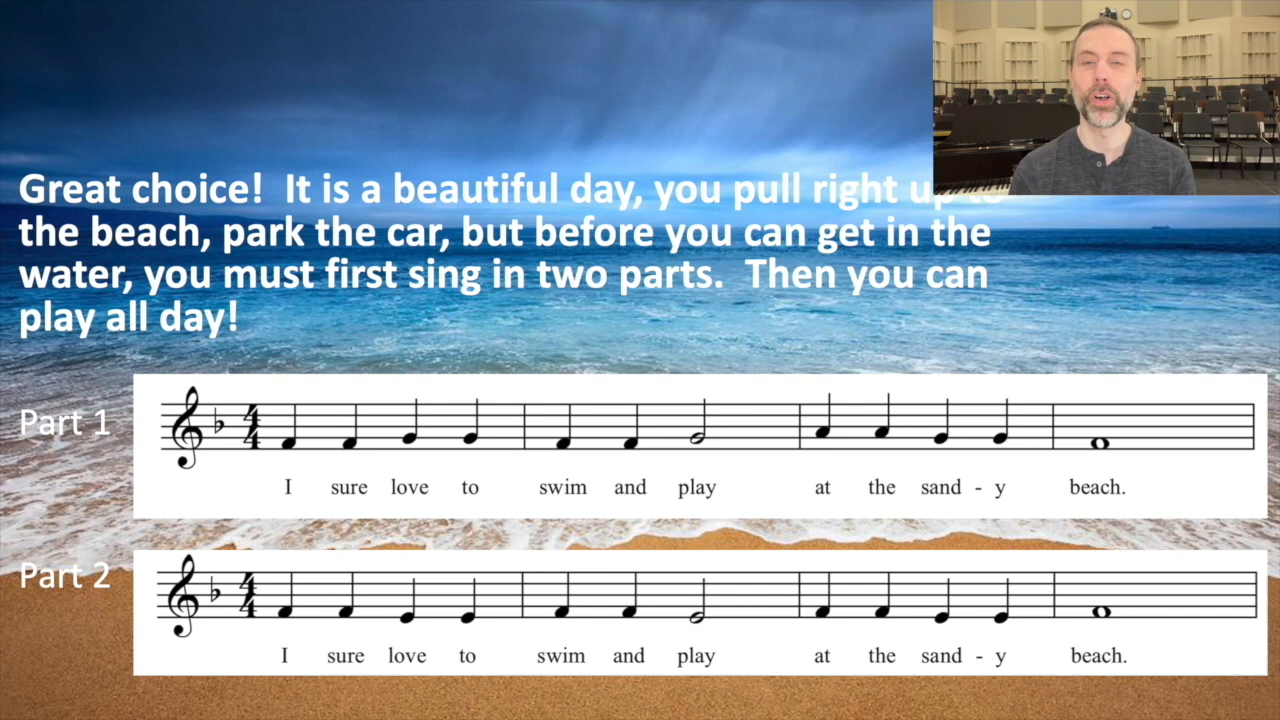 Great choice!  It is a beautiful day, you pull right up to
the beach, park the car, but before you can get in the
water, you must first sing in two parts.  Then you can
play all day!
Part 1
I sure love to swim and play at the sand - y beach.
Part 2
I sure love to swim and play at the sand - y beach.